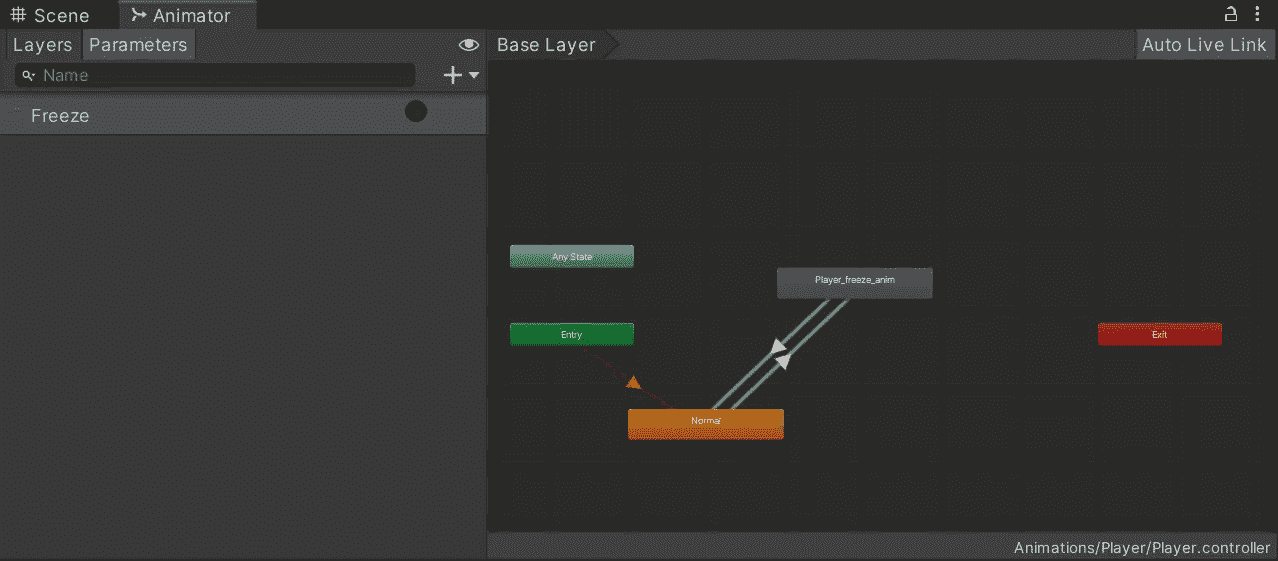 Scene
Animator
Layers
Parameters
Base Layer
Auto Live Link
Name
Freeze
Any State
Player_freeze_anim
Entry
Exit
Normal
Animations/Player/Player.controller